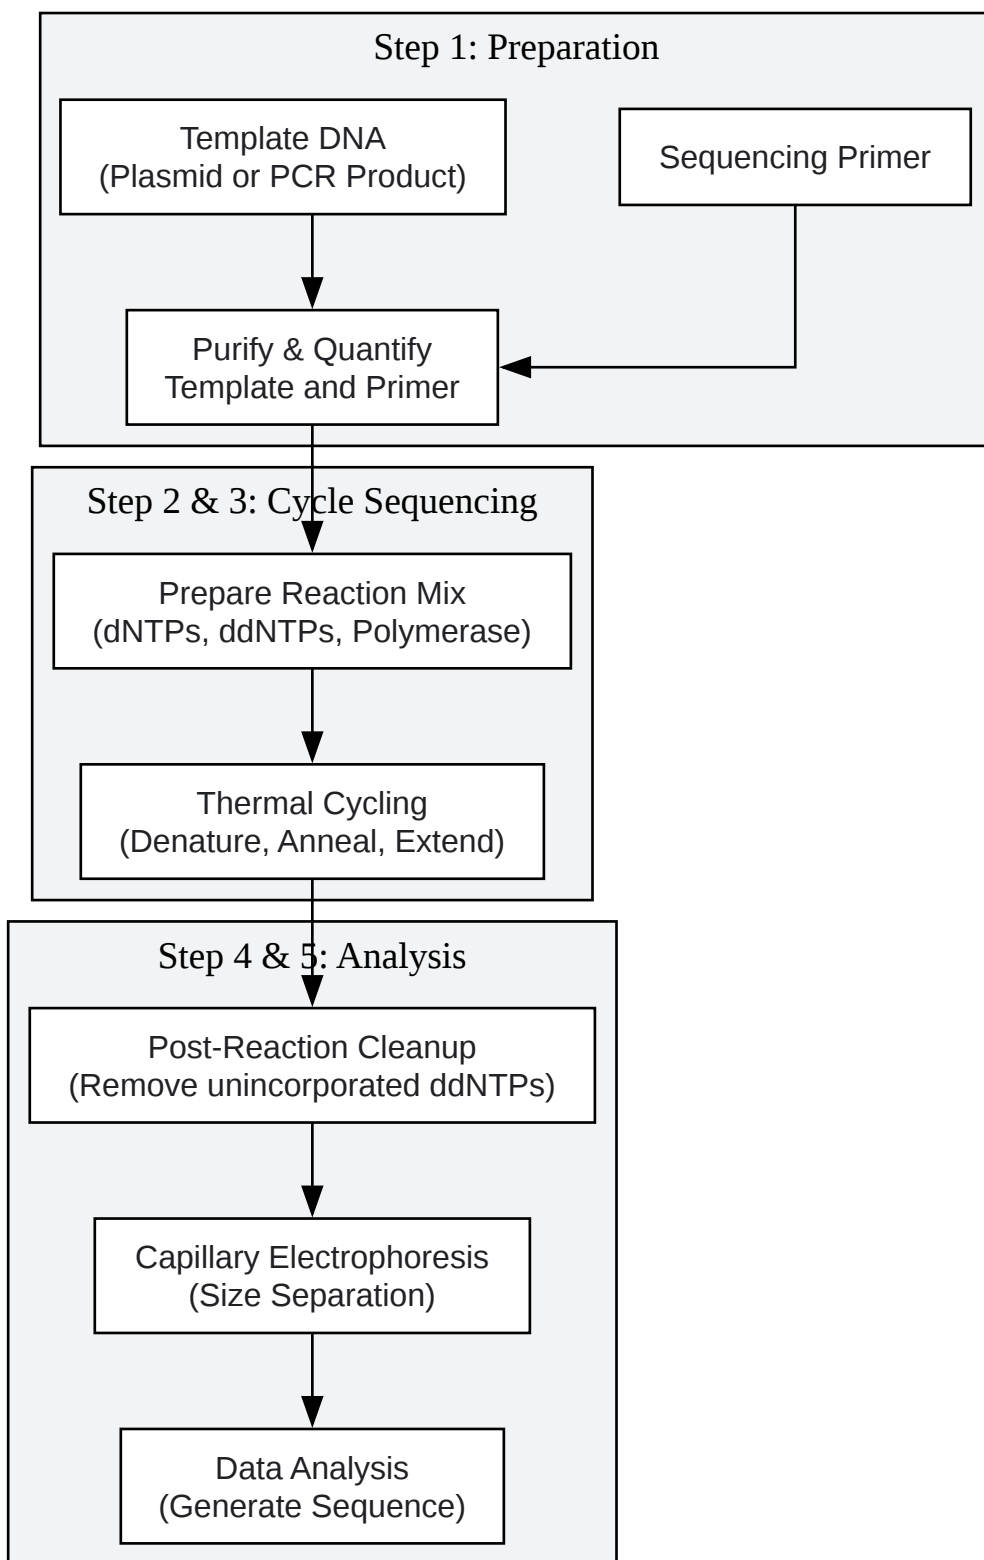 Step 1: Preparation
Template DNA
(Plasmid or PCR Product)
Sequencing Primer
Purify & Quantify
Template and Primer
Step 2 & 3: Cycle Sequencing
Prepare Reaction Mix
(dNTPs, ddNTPs, Polymerase)
Thermal Cycling
(Denature, Anneal, Extend)
Step 4 & 5: Analysis
Post-Reaction Cleanup
(Remove unincorporated ddNTPs)
Capillary Electrophoresis
(Size Separation)
Data Analysis
(Generate Sequence)